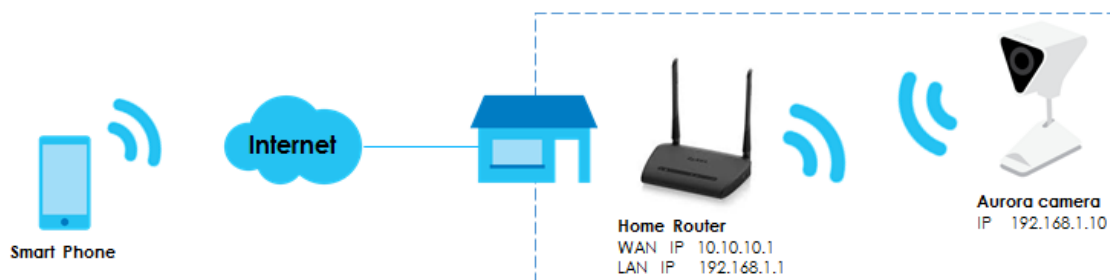 Internet
Smart Phone
Home Router
WAN IP 10.10.10.1
LAN IP 192.168.1.1
Aurora camera
IP 192.168.1.10